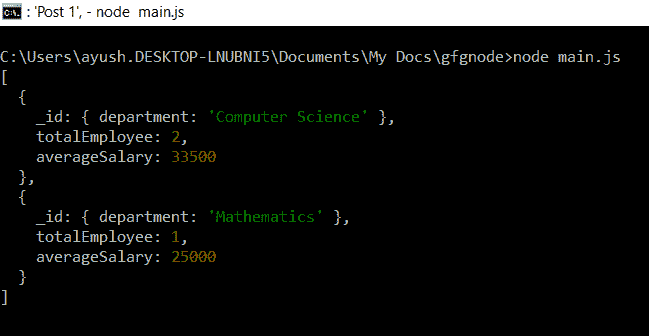 : 'Post 1', - node  main.js
C:\Users\ayush.DESKTOP-LNUBNI5\Documents\My Docs\gfgnode>node main.js
[
  {
    _id: { department: 'Computer Science' },
    totalEmployee: 2,
    averageSalary: 33500
  },
  {
    _id: { department: 'Mathematics' },
    totalEmployee: 1,
    averageSalary: 25000
  }
]